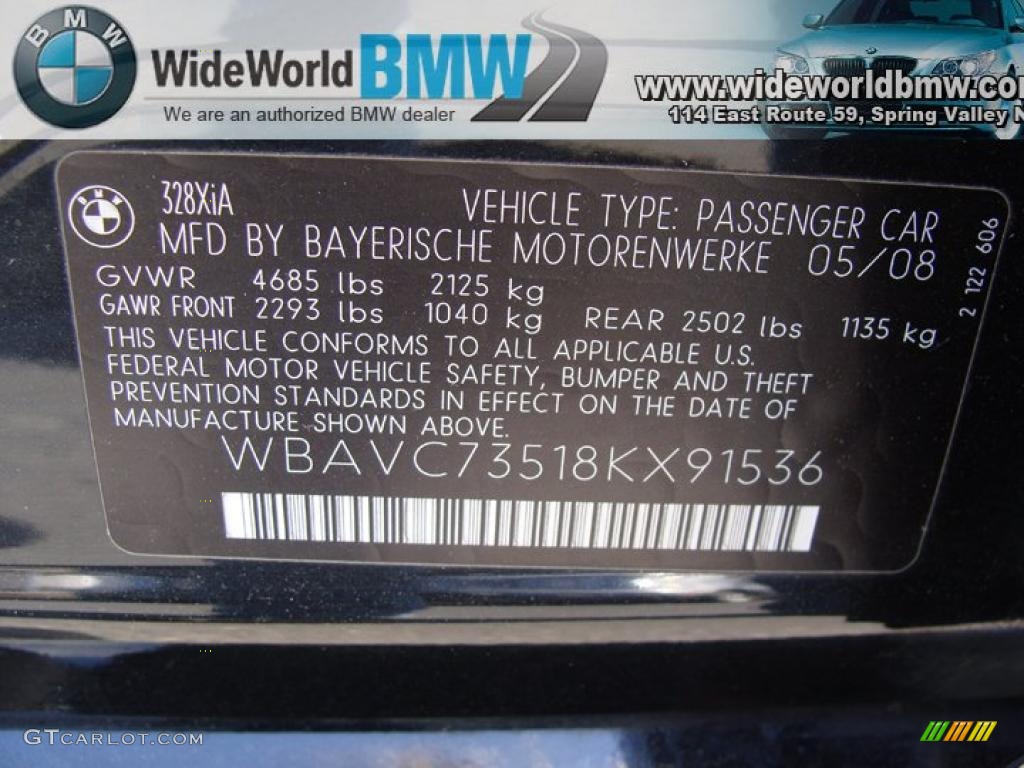 BMW
WideWorld BMW
We are an authorized BMW dealer
www.wideworldbmw.co
114 East Route 59, Spring Valley N
BMW
328XiA
VEHICLE TYPE: PASSENGER CAR
MFD BY BAYERISCHE MOTORENWERKE 05/08
GVWR 4685 lbs 2125 kg
GAWR FRONT 2293 lbs 1040 kg REAR 2502 lbs 1135 kg
THIS VEHICLE CONFORMS TO ALL APPLICABLE U.S.
FEDERAL MOTOR VEHICLE SAFETY, BUMPER AND THEFT
PREVENTION STANDARDS IN EFFECT ON THE DATE OF
MANUFACTURE SHOWN ABOVE.
WBAVC73518KX91536
2 122 606
GTCARLOT.COM